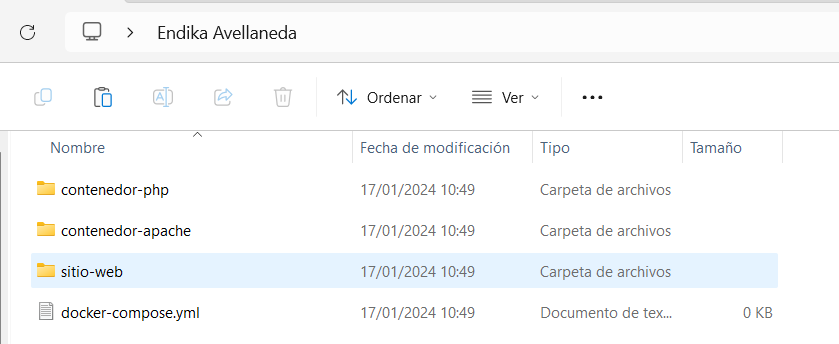 Endika Avellaneda
Ordenar Ver
Nombre Fecha de modificación Tipo Tamaño
contenedor-php 17/01/2024 10:49 Carpeta de archivos
contenedor-apache 17/01/2024 10:49 Carpeta de archivos
sitio-web 17/01/2024 10:49 Carpeta de archivos
docker-compose.yml 17/01/2024 10:49 Documento de tex... 0 KB